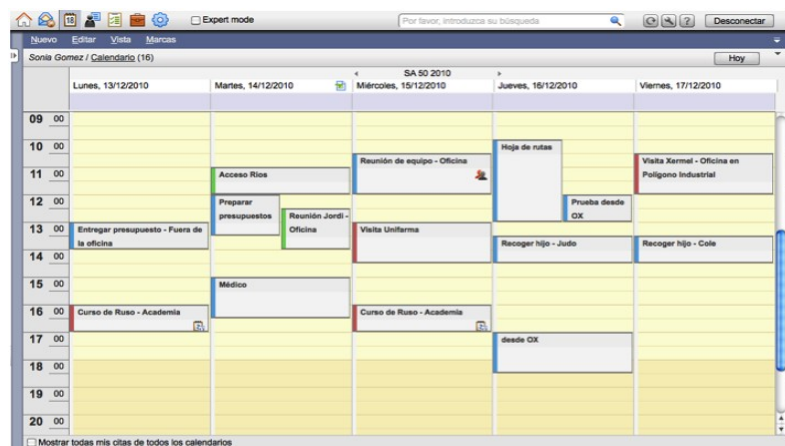 18
Expert mode
Por favor, introduzca su búsqueda
Desconectar
Nuevo Editar Vista Marcas
Sonia Gomez / Calendario (16)
Hoy
SA 50 2010
Lunes, 13/12/2010 Martes, 14/12/2010 Miércoles, 15/12/2010 Jueves, 16/12/2010 Viernes, 17/12/2010
09 00
10 00
Hoja de rutas
Reunión de equipo - Oficina
Visita Xermel - Oficina en
Polígono Industrial
11 00
Acceso Rios
12 00
Preparar
presupuestos
Prueba desde
OX
Reunión Jordi -
Oficina
13 00
Entregar presupuesto - Fuera de
la oficina
Visita Unifarma
Recoger hijo - Judo
Recoger hijo - Cole
14 00
15 00
Médico
16 00
Curso de Ruso - Academia
Curso de Ruso - Academia
17 00
desde OX
18 00
19 00
20 00
Mostrar todas mis citas de todos los calendarios